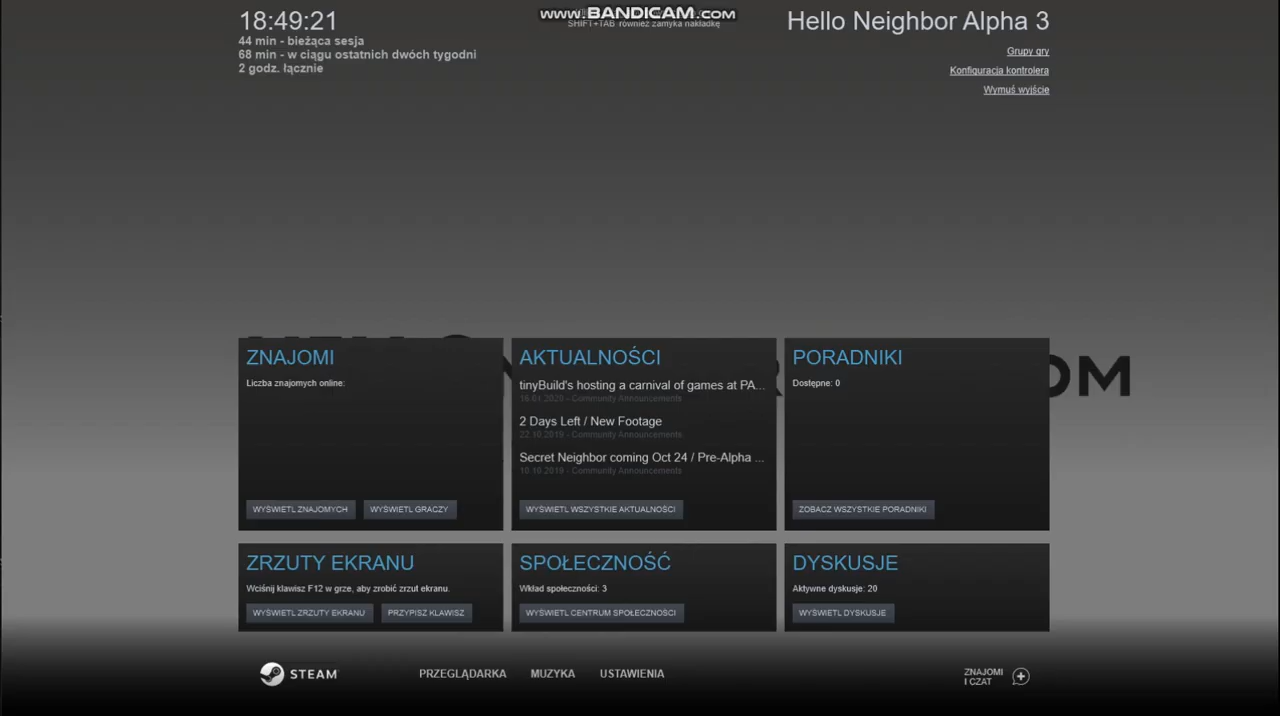 18:49:21
44 min - bieżąca sesja
68 min - w ciągu ostatnich dwóch tygodni
2 godz. łącznie
www.BANDICAM.com
SHIFT+TAB również zamyka nakładkę
Hello Neighbor Alpha 3
Grupy gry
Konfiguracja kontrolera
Wymuś wyjście
ZNAJOMI
Liczba znajomych online:
WYŚWIETL ZNAJOMYCH
WYŚWIETL GRACZY
AKTUALNOŚCI
tinyBuild's hosting a carnival of games at PA...
16.01.2020 - Community Announcements
2 Days Left / New Footage
22.10.2019 - Community Announcements
Secret Neighbor coming Oct 24 / Pre-Alpha ...
10.10.2019 - Community Announcements
WYŚWIETL WSZYSTKIE AKTUALNOŚCI
PORADNIKI
Dostępne: 0
ZOBACZ WSZYSTKIE PORADNIKI
OM
ZRZUTY EKRANU
Wciśnij klawisz F12 w grze, aby zrobić zrzut ekranu.
WYŚWIETL ZRZUTY EKRANU
PRZYPISZ KLAWISZ
SPOŁECZNOŚĆ
Wkład społeczności: 3
WYŚWIETL CENTRUM SPOŁECZNOŚCI
DYSKUSJE
Aktywne dyskusje: 20
WYŚWIETL DYSKUSJE
STEAM
PRZEGLĄDARKA
MUZYKA
USTAWIENIA
ZNAJOMI
I CZAT